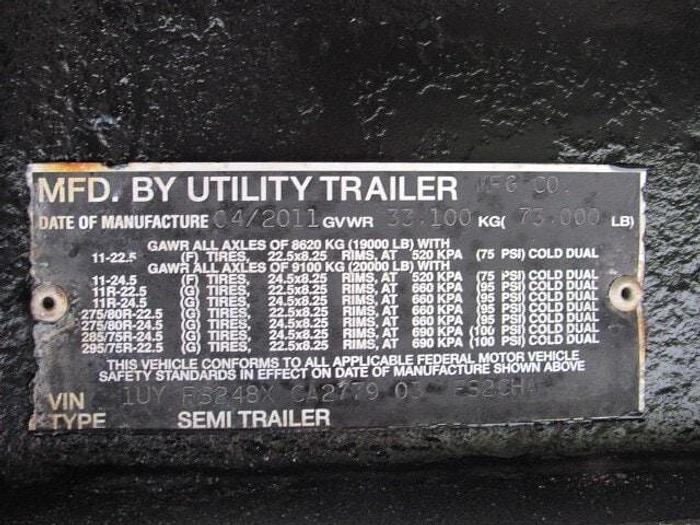 MFD. BY UTILITY TRAILER MFG CO.
DATE OF MANUFACTURE 04/2011 GVWR 33.100 KG( 73.000 LB)
GAWR ALL AXLES OF 8620 KG (19000 LB) WITH
11-22.5 (F) TIRES, 22.5x8.25 RIMS, AT 520 KPA (75 PSI) COLD DUAL
GAWR ALL AXLES OF 9100 KG (20000 LB) WITH
11-24.5 (F) TIRES, 24.5x8.25 RIMS, AT 520 KPA (75 PSI) COLD DUAL
11R-22.5 (G) TIRES, 22.5x8.25 RIMS, AT 660 KPA (95 PSI) COLD DUAL
11R-24.5 (G) TIRES, 24.5x8.25 RIMS, AT 660 KPA (95 PSI) COLD DUAL
275/80R-22.5 (G) TIRES, 22.5x8.25 RIMS, AT 660 KPA (95 PSI) COLD DUAL
275/80R-24.5 (G) TIRES, 24.5x8.25 RIMS, AT 660 KPA (95 PSI) COLD DUAL
285/75R-24.5 (G) TIRES, 24.5x8.25 RIMS, AT 690 KPA (100 PSI) COLD DUAL
295/75R-22.5 (G) TIRES, 22.5x8.25 RIMS, AT 690 KPA (100 PSI) COLD DUAL
THIS VEHICLE CONFORMS TO ALL APPLICABLE FEDERAL MOTOR VEHICLE
SAFETY STANDARDS IN EFFECT ON DATE OF MANUFACTURE SHOWN ABOVE
VIN 1UY FS248X CA2779 03 FS2CHA
TYPE SEMI TRAILER